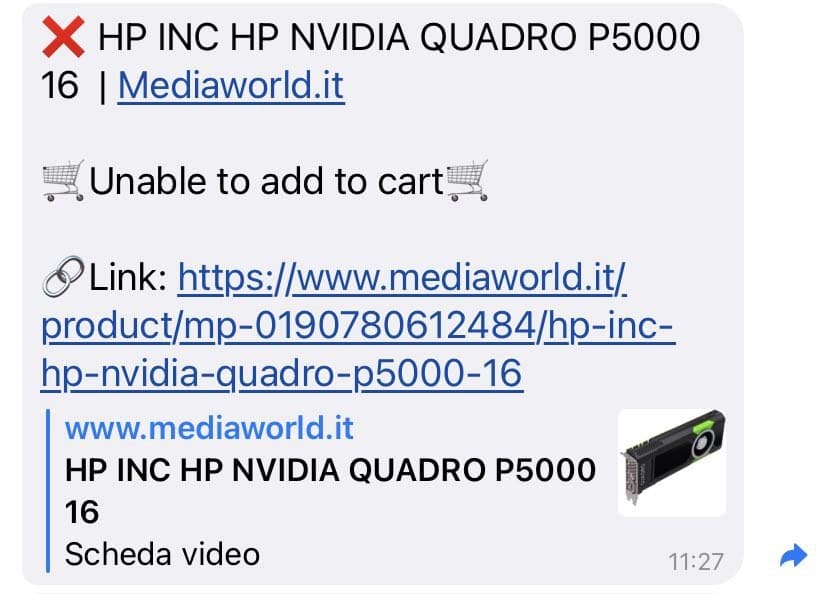 ❌ HP INC HP NVIDIA QUADRO P5000
16 | Mediaworld.it
🛒Unable to add to cart🛒
🔗Link: https://www.mediaworld.it/
product/mp-0190780612484/hp-inc-
hp-nvidia-quadro-p5000-16
www.mediaworld.it
HP INC HP NVIDIA QUADRO P5000
16
Scheda video
11:27